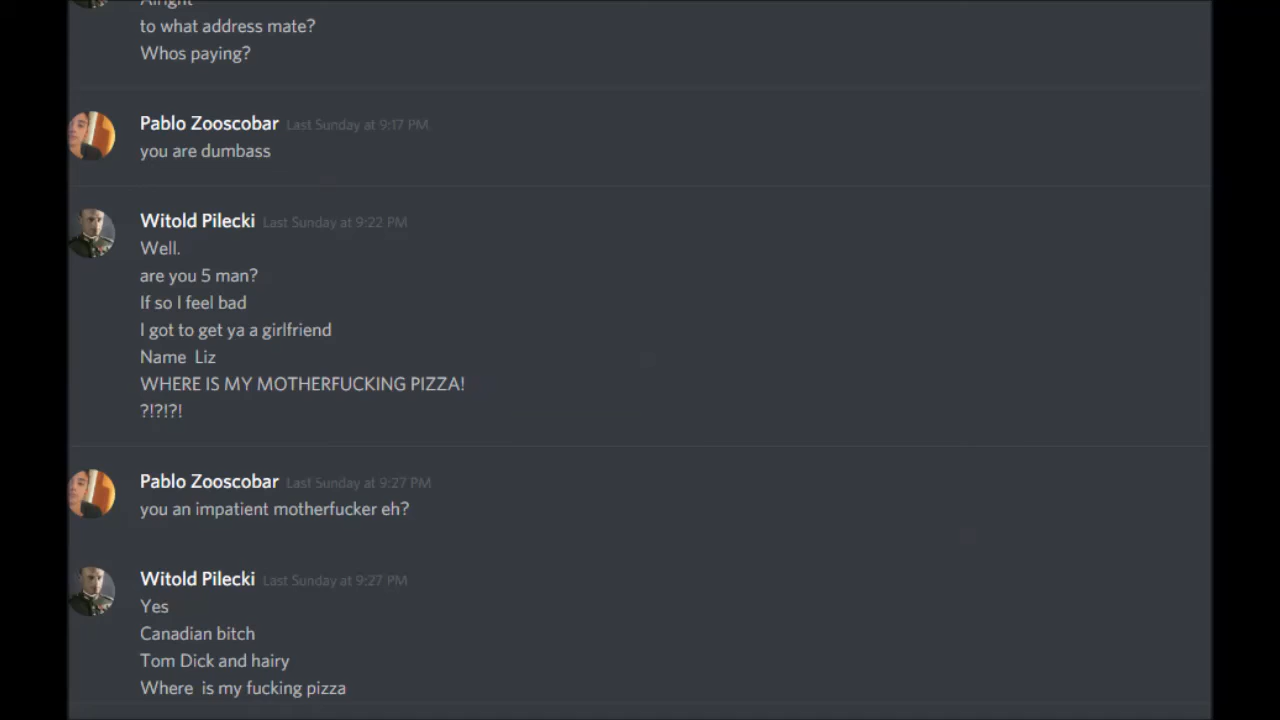 Alright
to what address mate?
Whos paying?
Pablo Zooscobar Last Sunday at 9:17 PM
you are dumbass
Witold Pilecki Last Sunday at 9:22 PM
Well.
are you 5 man?
If so I feel bad
I got to get ya a girlfriend
Name  Liz
WHERE IS MY MOTHERFUCKING PIZZA!
?!?!?!
Pablo Zooscobar Last Sunday at 9:27 PM
you an impatient motherfucker eh?
Witold Pilecki Last Sunday at 9:27 PM
Yes
Canadian bitch
Tom Dick and hairy
Where  is my fucking pizza